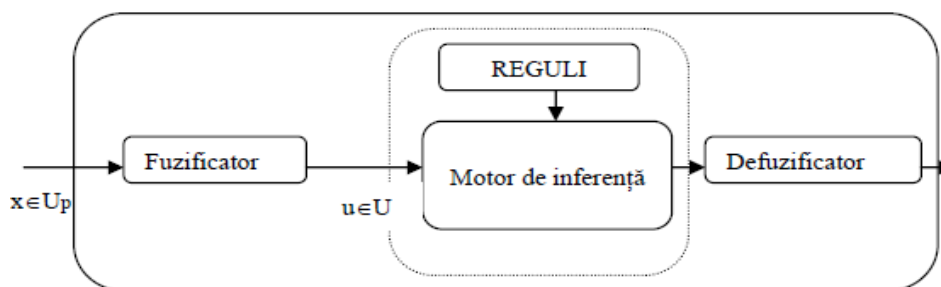 REGULI
Fuzificator
Motor de inferență
Defuzificator
x∈Up
u∈U